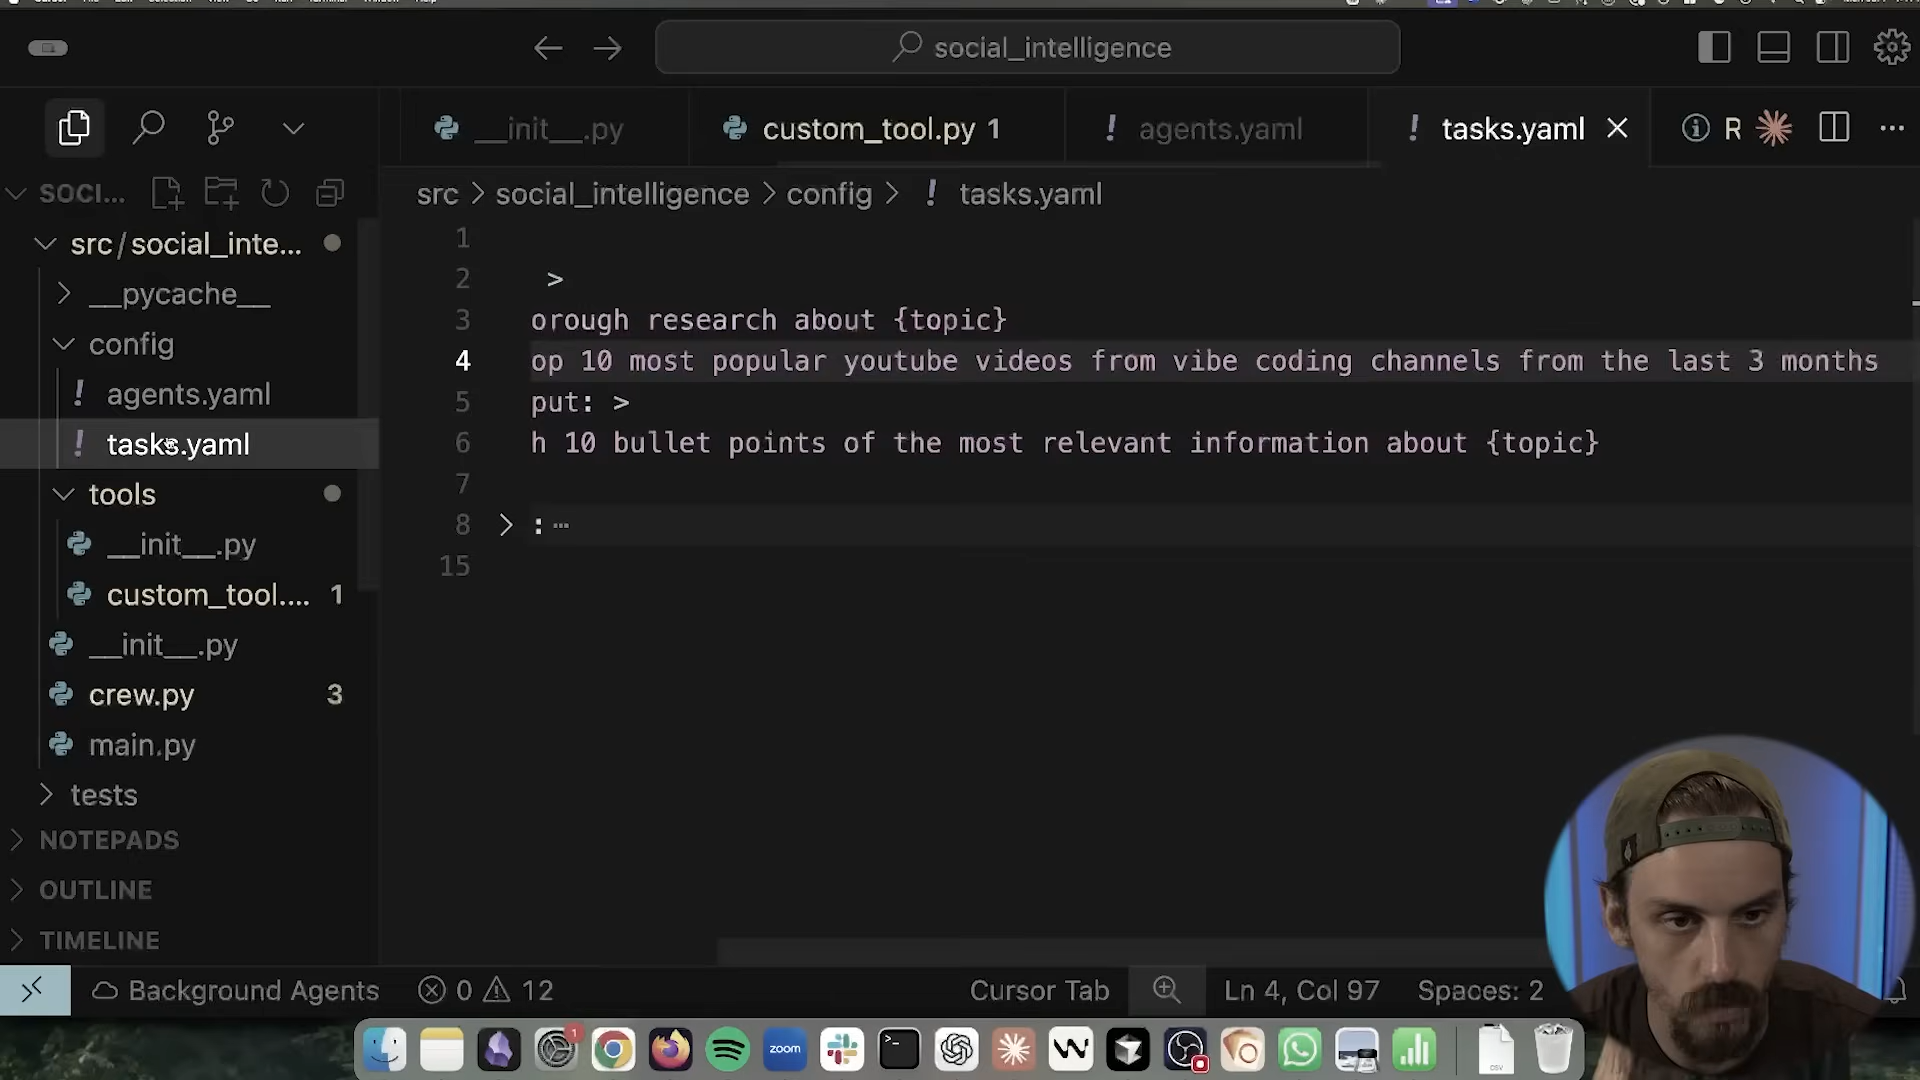 social_intelligence
__init__.py
custom_tool.py 1
agents.yaml
! tasks.yaml
R
SOCI...
src > social_intelligence > config > ! tasks.yaml
src/social_inte...
__pycache__
config
! agents.yaml
! tasks.yaml
tools
__init__.py
custom_tool.... 1
__init__.py
crew.py 3
main.py
tests
NOTEPADS
OUTLINE
TIMELINE
1
2 >
3 orough research about {topic}
4 op 10 most popular youtube videos from vibe coding channels from the last 3 months
5 put: >
6 h 10 bullet points of the most relevant information about {topic}
7
8 > : ...
15
Background Agents
0
12
Cursor Tab
Ln 4, Col 97
Spaces: 2
1
zoom
CSV